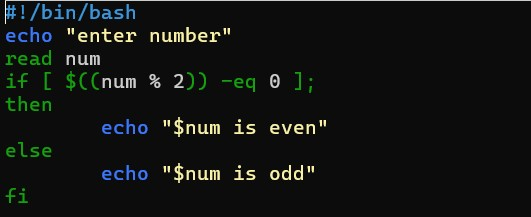 #!/bin/bash
echo "enter number"
read num
if [ $((num % 2)) -eq 0 ];
then
        echo "$num is even"
else
        echo "$num is odd"
fi